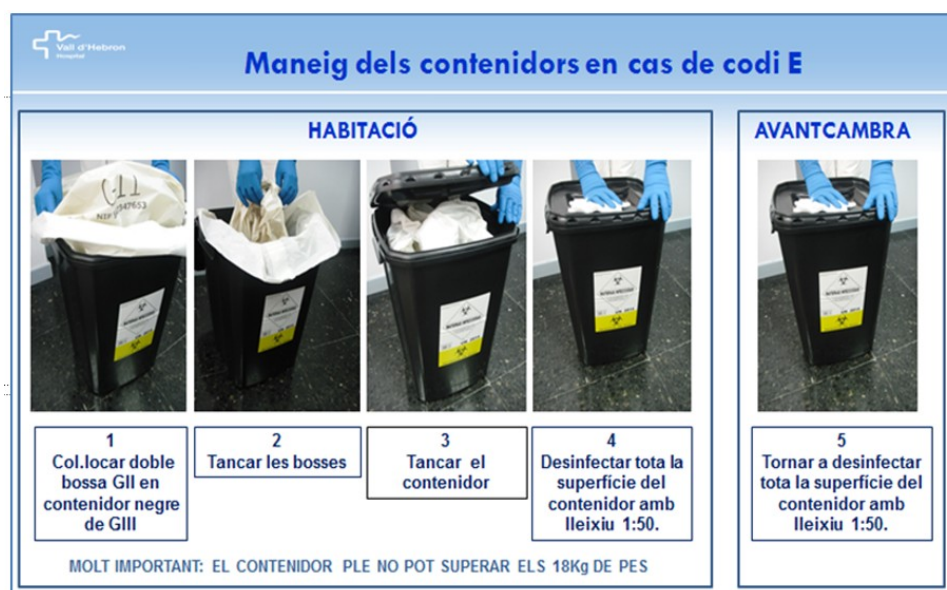 Vall d'Hebron
Hospital
Maneig dels contenidors en cas de codi E
HABITACIÓ
AVANTCAMBRA
1
Col.locar doble
bossa GII en
contenidor negre
de GIII
2
Tancar les bosses
3
Tancar el
contenidor
4
Desinfectar tota la
superfície del
contenidor amb
lleixiu 1:50.
5
Tornar a desinfectar
tota la superfície del
contenidor amb
lleixiu 1:50.
MOLT IMPORTANT: EL CONTENIDOR PLE NO POT SUPERAR ELS 18Kg DE PES